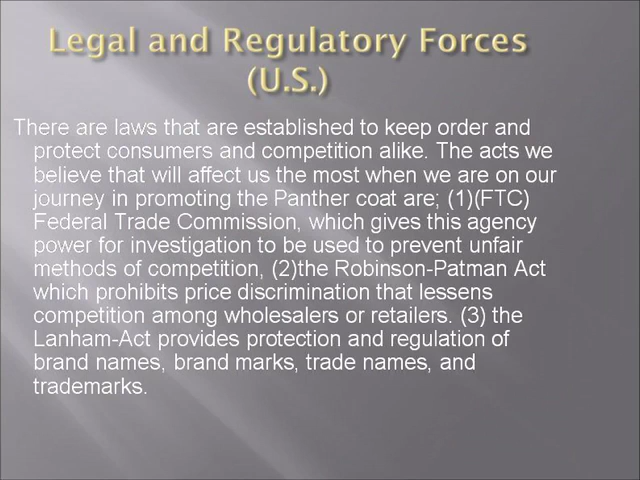 Legal and Regulatory Forces
(U.S.)
There are laws that are established to keep order and
protect consumers and competition alike. The acts we
believe that will affect us the most when we are on our
journey in promoting the Panther coat are; (1)(FTC)
Federal Trade Commission, which gives this agency
power for investigation to be used to prevent unfair
methods of competition, (2)the Robinson-Patman Act
which prohibits price discrimination that lessens
competition among wholesalers or retailers. (3) the
Lanham-Act provides protection and regulation of
brand names, brand marks, trade names, and
trademarks.